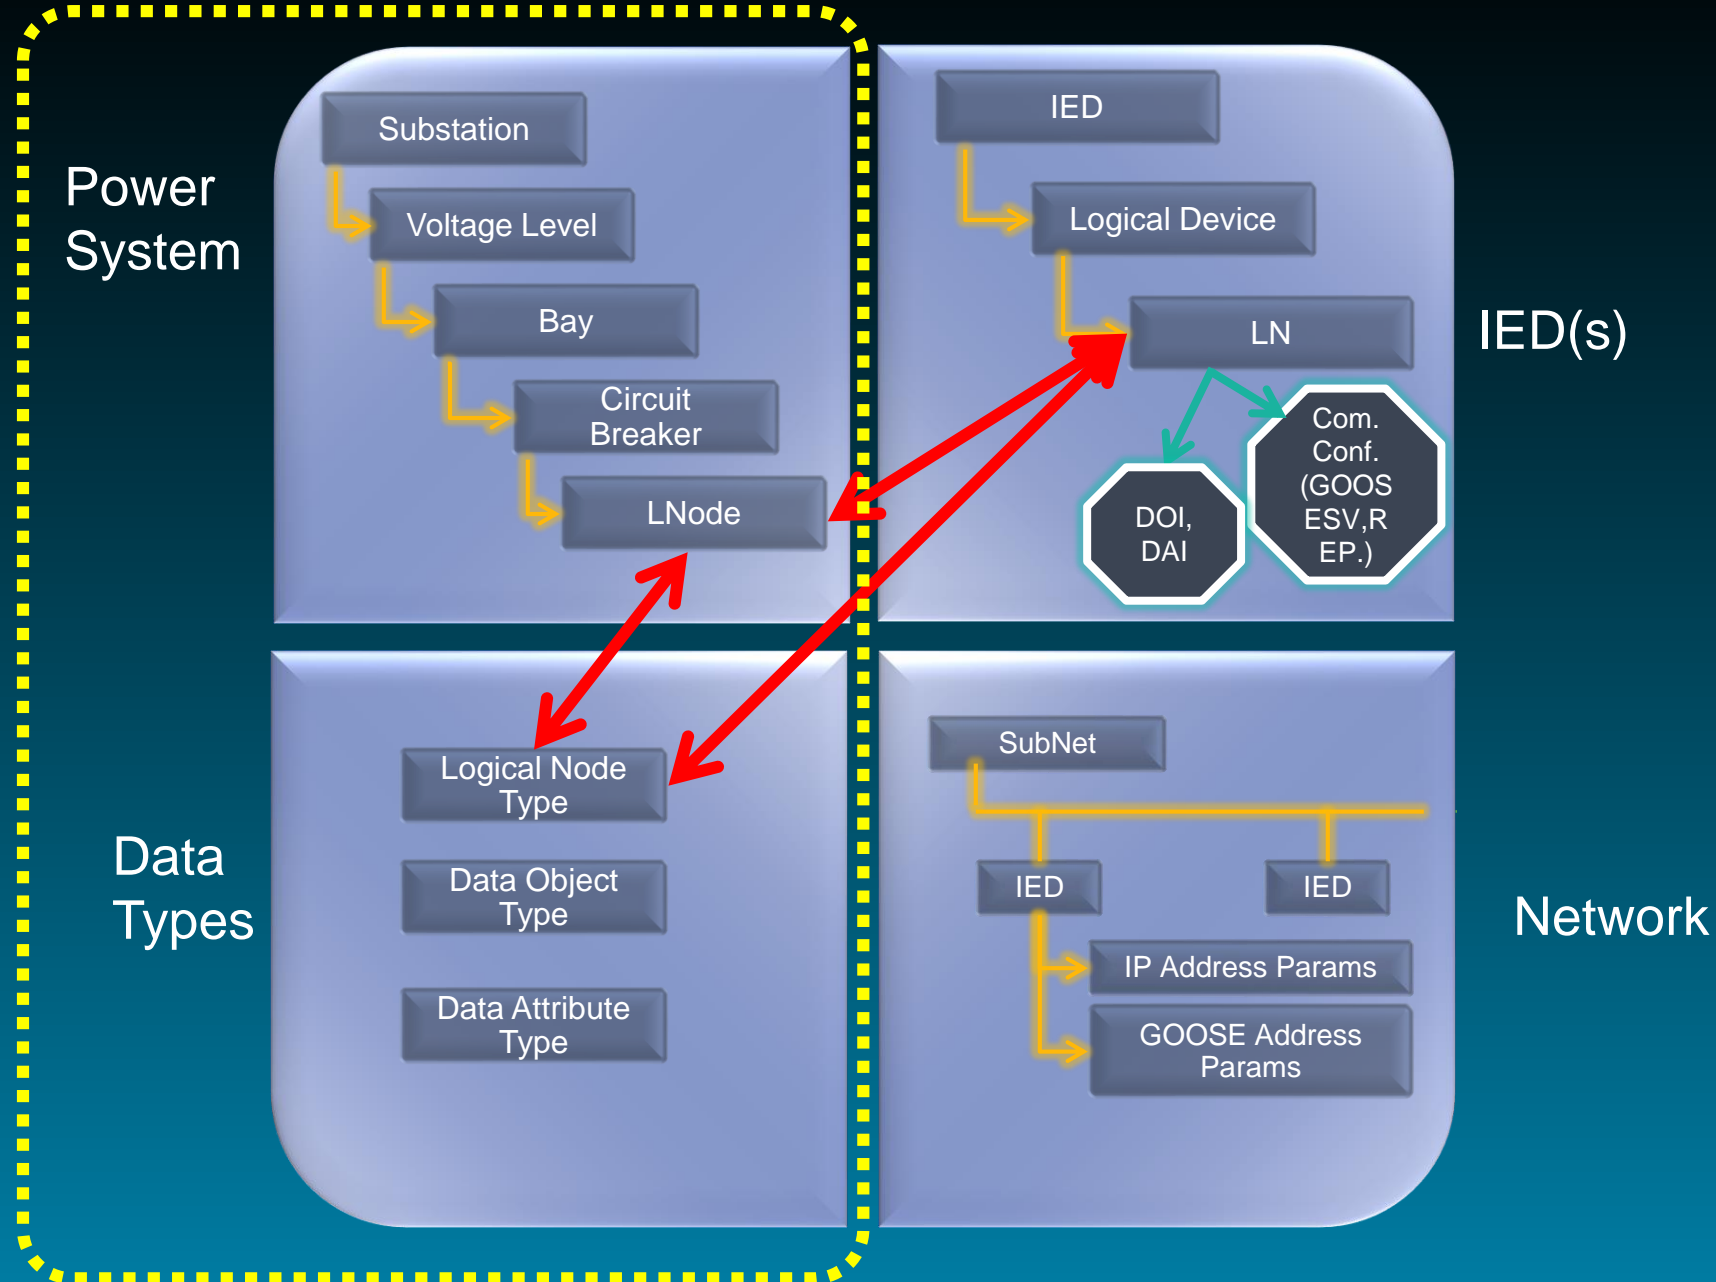 Power
System
Substation
Voltage Level
Bay
Circuit
Breaker
LNode
IED
Logical Device
LN
Com.
Conf.
(GOOS
ESV,R
EP.)
DOI,
DAI
IED(s)
Data
Types
Logical Node
Type
Data Object
Type
Data Attribute
Type
SubNet
IED
IED
IP Address Params
GOOSE Address
Params
Network